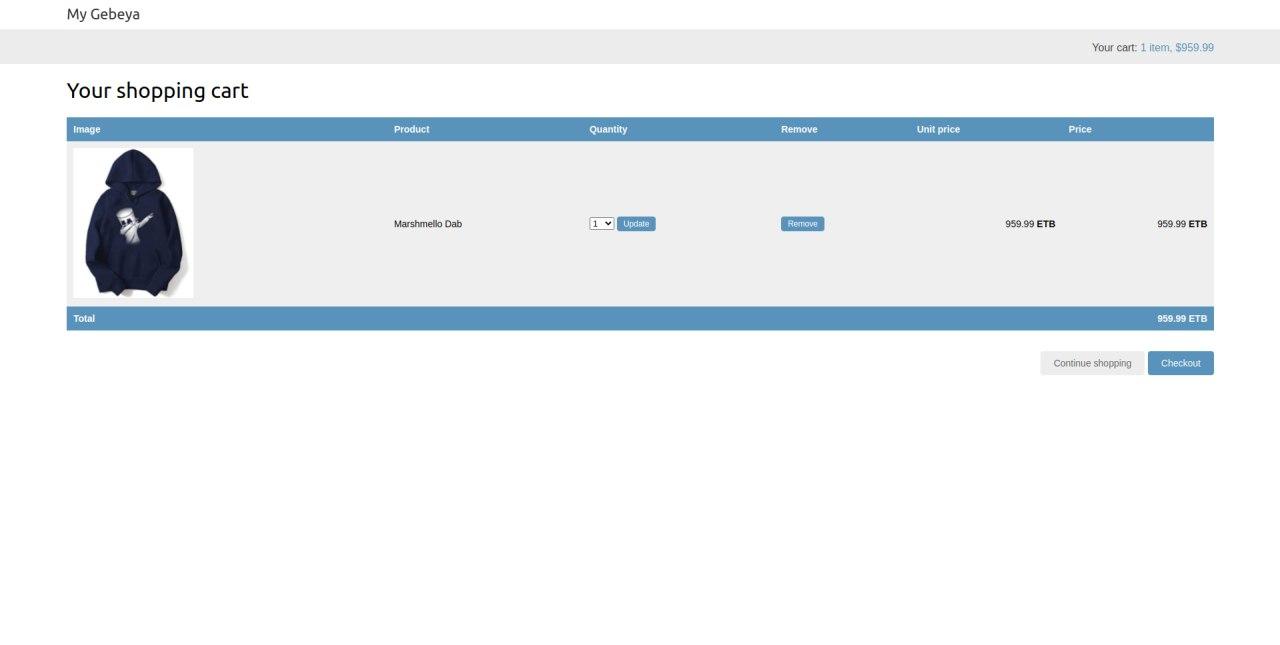 My Gebeya
Your cart: 1 item, $959.99
Your shopping cart
Image Product Quantity Remove Unit price Price
Marshmello Dab 1 Update Remove 959.99 ETB 959.99 ETB
Total 959.99 ETB
Continue shopping Checkout